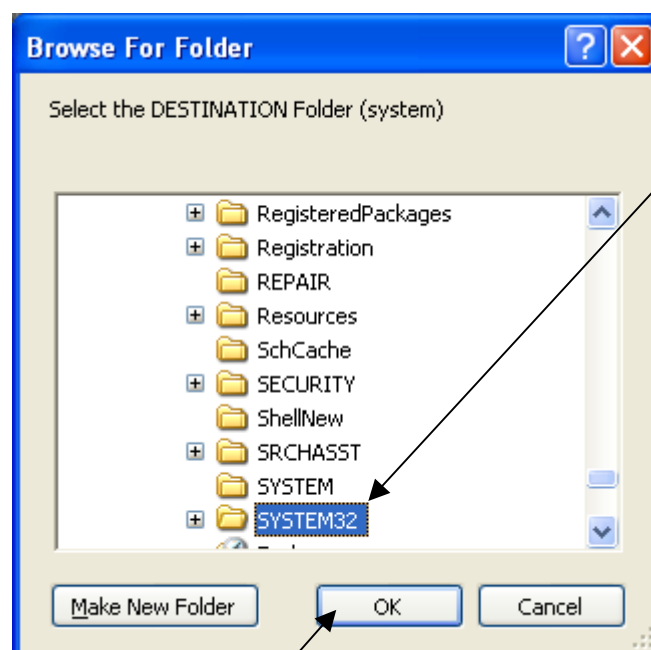 Browse For Folder
Select the DESTINATION Folder (system)
RegisteredPackages
Registration
REPAIR
Resources
SchCache
SECURITY
ShellNew
SRCHASST
SYSTEM
SYSTEM32
Make New Folder
OK
Cancel